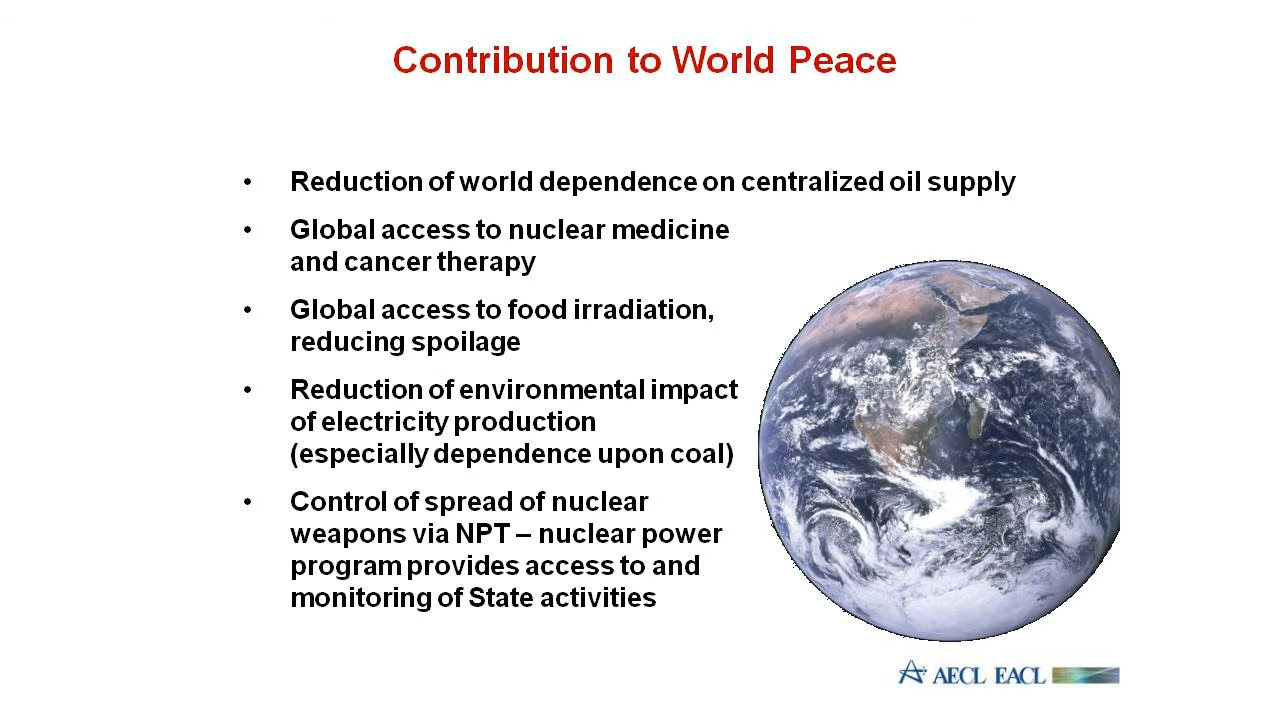 Contribution to World Peace
• Reduction of world dependence on centralized oil supply
• Global access to nuclear medicine
and cancer therapy
• Global access to food irradiation,
reducing spoilage
• Reduction of environmental impact
of electricity production
(especially dependence upon coal)
• Control of spread of nuclear
weapons via NPT – nuclear power
program provides access to and
monitoring of State activities
AECL EACL